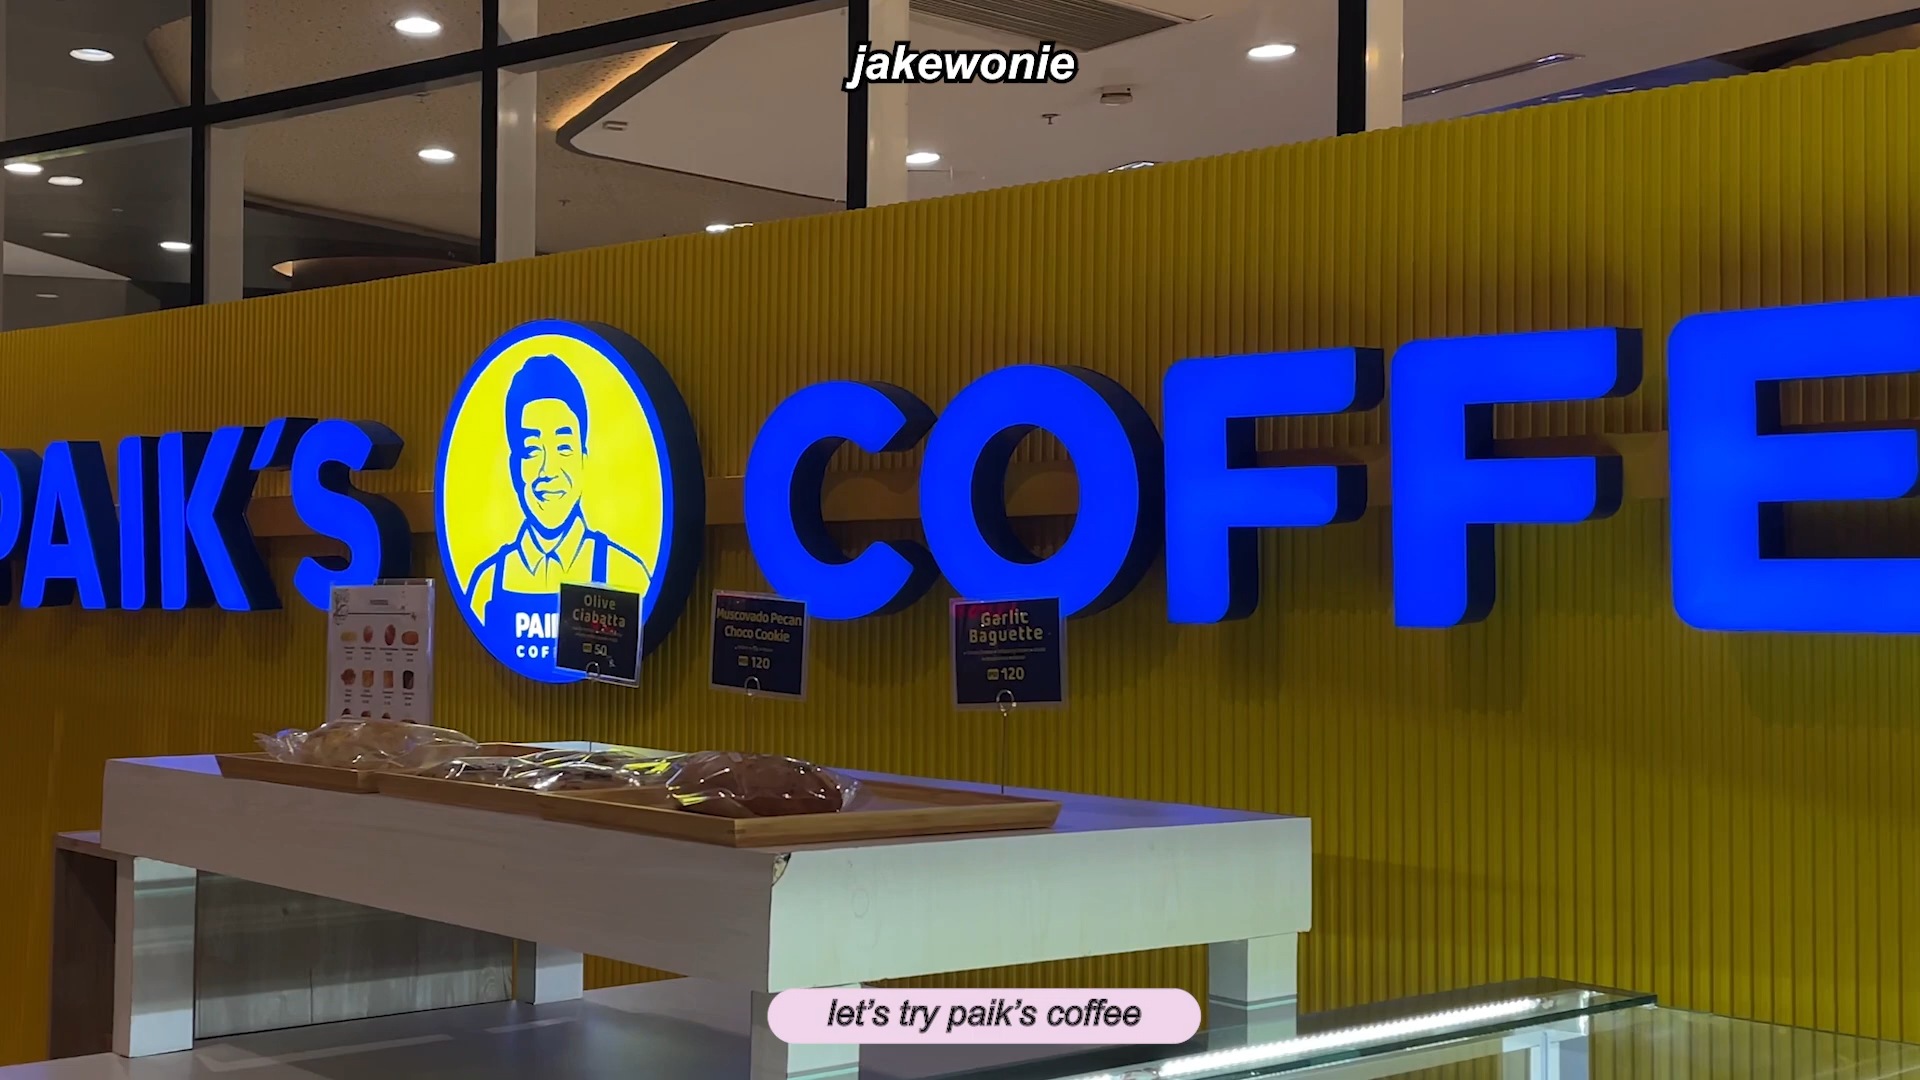 jakewonie
PAIK'S COFFE
PAI
COF
Olive
Ciabatta
50
Muscovado Pecan
Choco Cookie
120
Garlic
Baguette
120
let's try paik's coffee